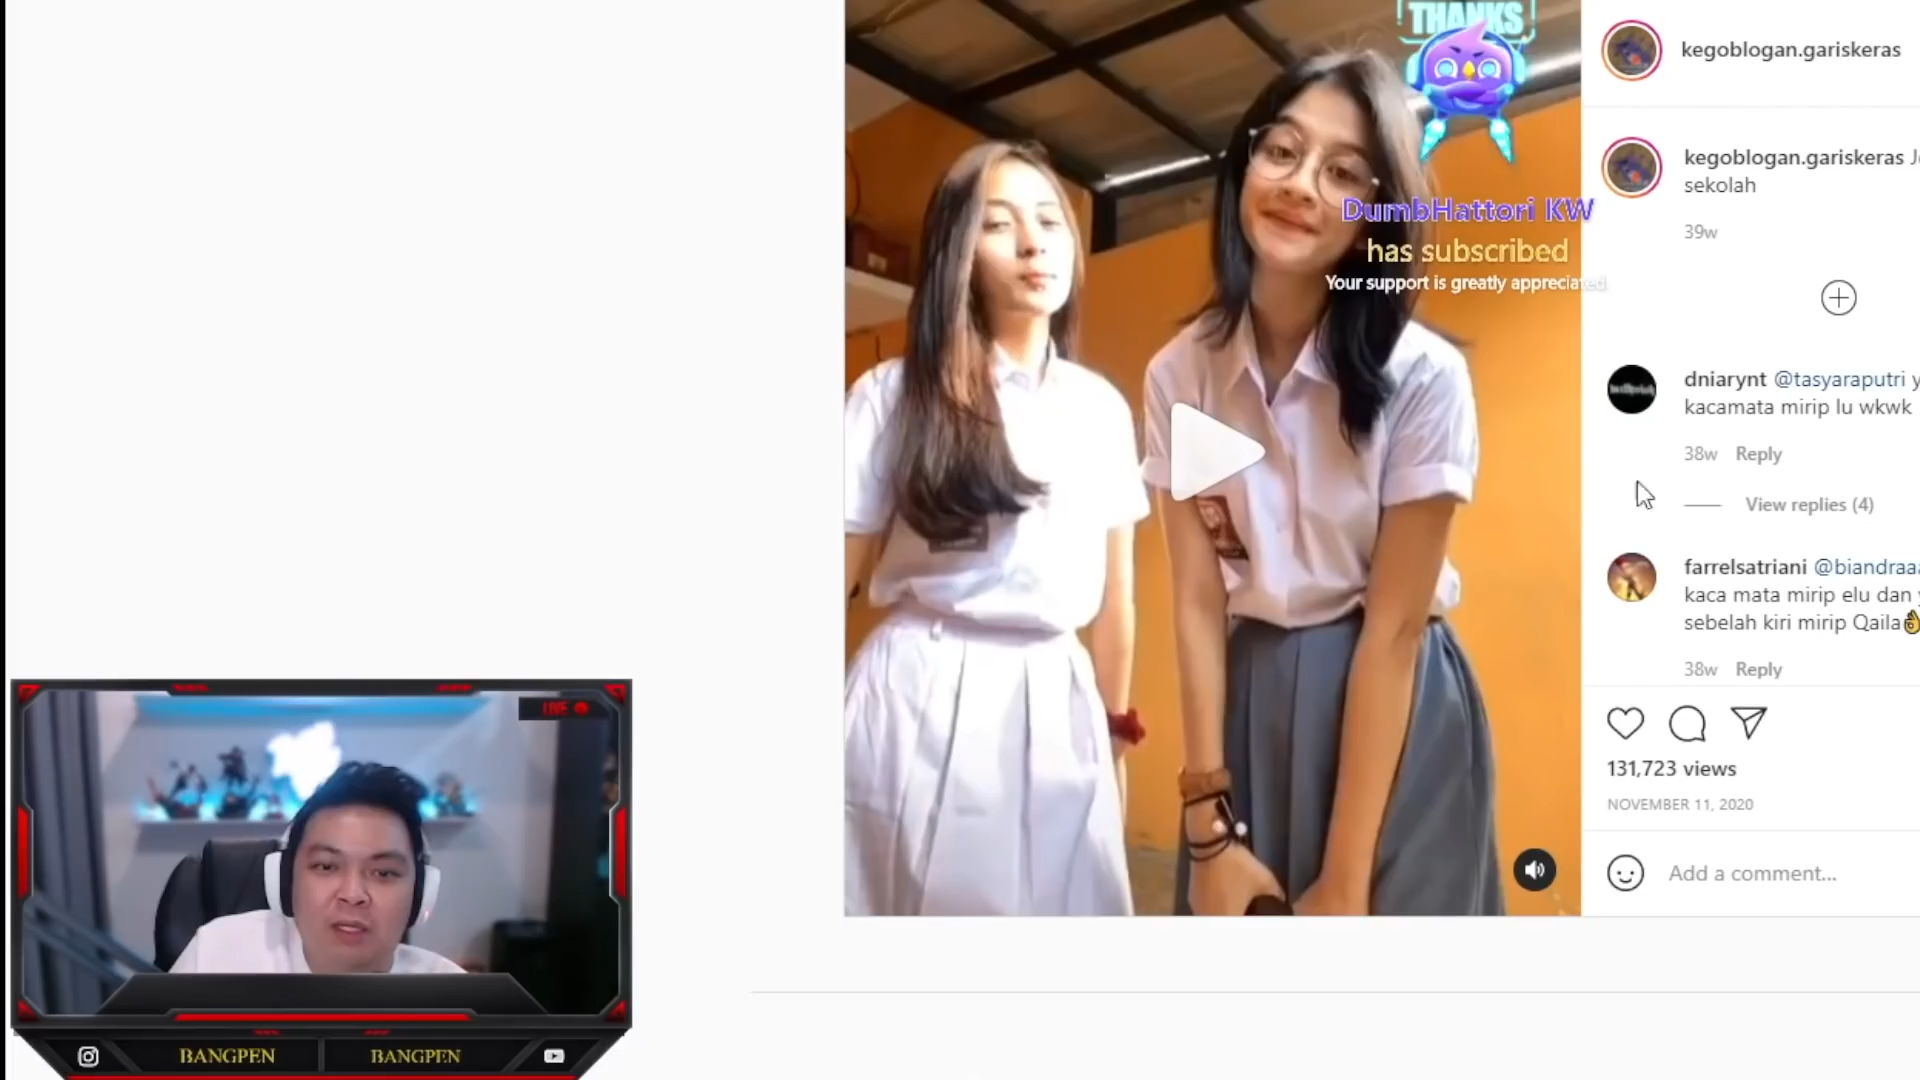 THANKS
DumbHattori KW
has subscribed
Your support is greatly appreciated
kegoblogan.gariskeras
kegoblogan.gariskeras
sekolah
39w
dniarynt @tasyaraputri
kacamata mirip lu wkwk
38w Reply
View replies (4)
farrelsatriani
kaca mata mirip elu dan
sebelah kiri mirip Qaila👌
38w Reply
131,723 views
NOVEMBER 11, 2020
Add a comment...
LIVE
BANGPEN BANGPEN